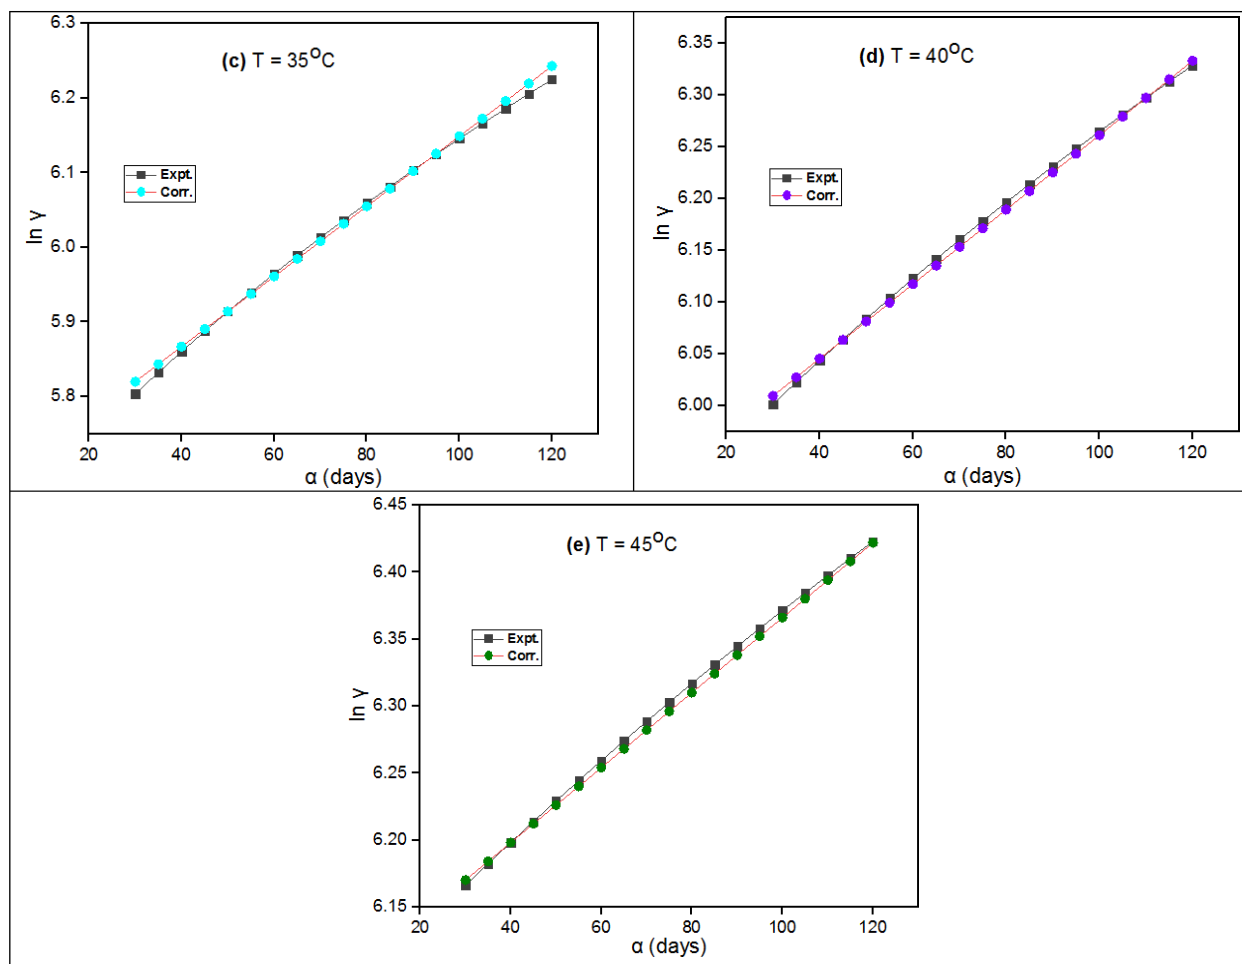 (c) T = 35°C
6.3
6.2
6.1
6.0
5.9
5.8
ln γ
Expt.
Corr.
20 40 60 80 100 120
α (days)
(d) T = 40°C
6.35
6.30
6.25
6.20
6.15
6.10
6.05
6.00
ln γ
Expt.
Corr.
20 40 60 80 100 120
α (days)
(e) T = 45°C
6.45
6.40
6.35
6.30
6.25
6.20
6.15
ln γ
Expt.
Corr.
20 40 60 80 100 120
α (days)